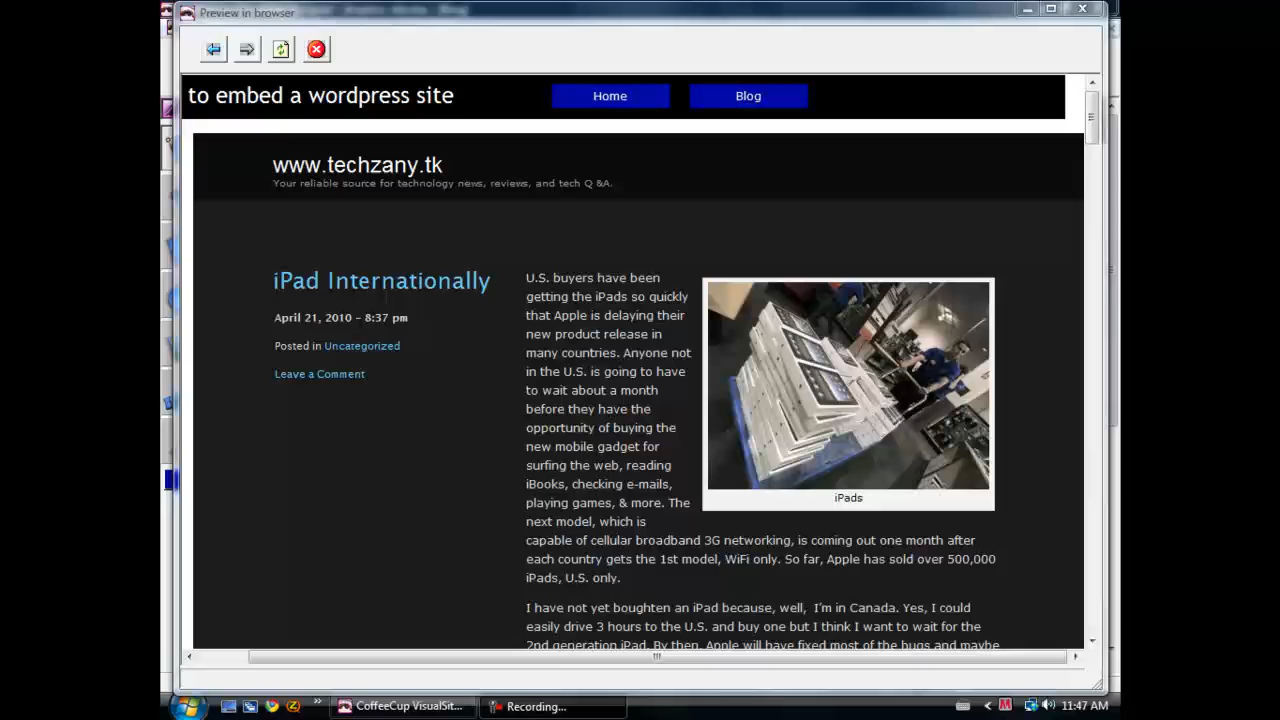 Preview in browser
to embed a wordpress site
Home
Blog
www.techzany.tk
Your reliable source for technology news, reviews, and tech Q &A.
iPad Internationally
April 21, 2010 – 8:37 pm
Posted in Uncategorized
Leave a Comment
U.S. buyers have been
getting the iPads so quickly
that Apple is delaying their
new product release in
many countries. Anyone not
in the U.S. is going to have
to wait about a month
before they have the
opportunity of buying the
new mobile gadget for
surfing the web, reading
iBooks, checking e-mails,
playing games, & more. The
next model, which is
capable of cellular broadband 3G networking, is coming out one month after
each country gets the 1st model, WiFi only. So far, Apple has sold over 500,000
iPads, U.S. only.
iPads
I have not yet boughten an iPad because, well,  I'm in Canada. Yes, I could
easily drive 3 hours to the U.S. and buy one but I think I want to wait for the
2nd generation iPad. By then, Apple will have fixed most of the bugs and maybe
CoffeeCup VisualSit...
Recording...
11:47 AM